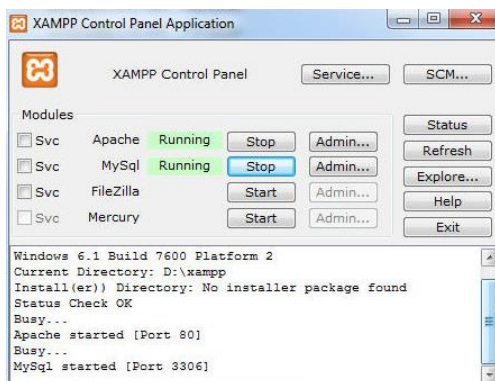 XAMPP Control Panel Application
XAMPP Control Panel Service... SCM...
Modules
Svc Apache Running Stop Admin...
Svc MySql Running Stop Admin...
Svc FileZilla Start Admin...
Svc Mercury Start Admin...
Status
Refresh
Explore...
Help
Exit
Windows 6.1 Build 7600 Platform 2
Current Directory: D:\xampp
Install(er)) Directory: No installer package found
Status Check OK
Busy...
Apache started [Port 80]
Busy...
MySql started [Port 3306]